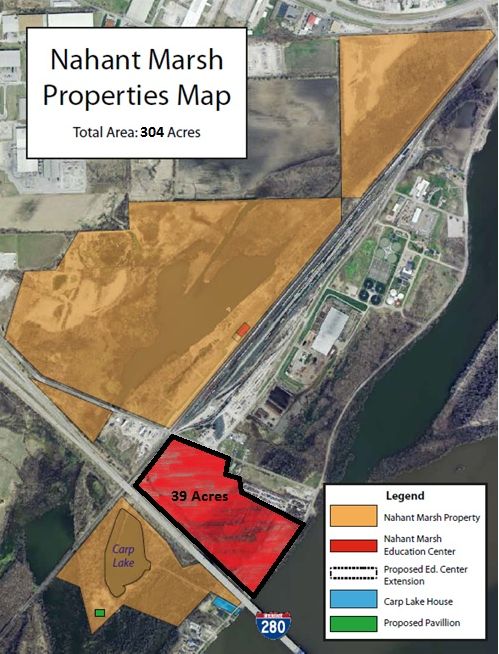 Nahant Marsh
Properties Map
Total Area: 304 Acres
39 Acres
Carp
Lake
280
Legend
Nahant Marsh Property
Nahant Marsh
Education Center
Proposed Ed. Center
Extension
Carp Lake House
Proposed Pavillion